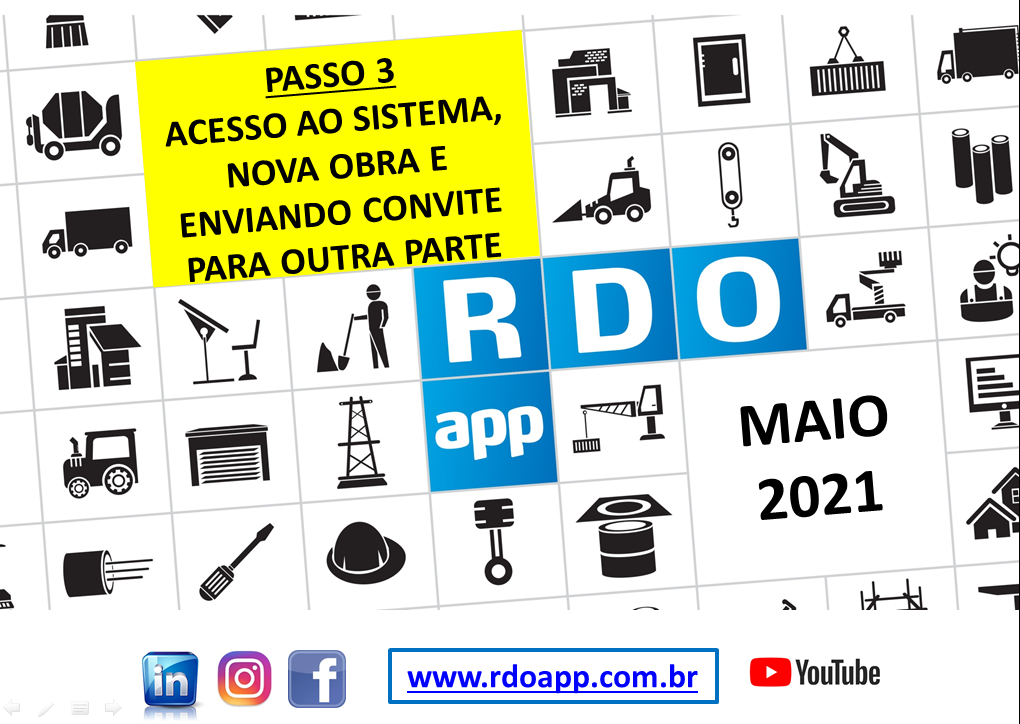 PASSO 3
ACESSO AO SISTEMA,
NOVA OBRA E
ENVIANDO CONVITE
PARA OUTRA PARTE
RDO
app
MAIO
2021
in
f
www.rdoapp.com.br
YouTube